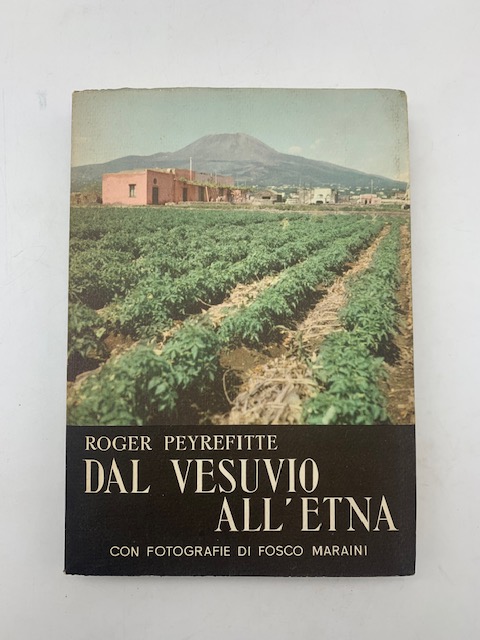 ROGER PEYREFITTE
DAL VESUVIO
ALL'ETNA
CON FOTOGRAFIE DI FOSCO MARAINI